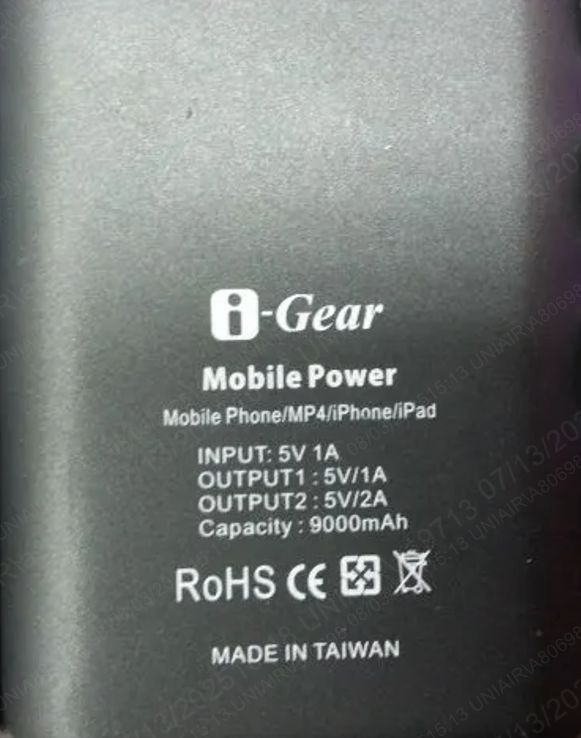 i-Gear
Mobile Power
Mobile Phone/MP4/iPhone/iPad
INPUT: 5V 1A
OUTPUT1 : 5V/1A
OUTPUT2 : 5V/2A
Capacity : 9000mAh
RoHS CE
MADE IN TAIWAN